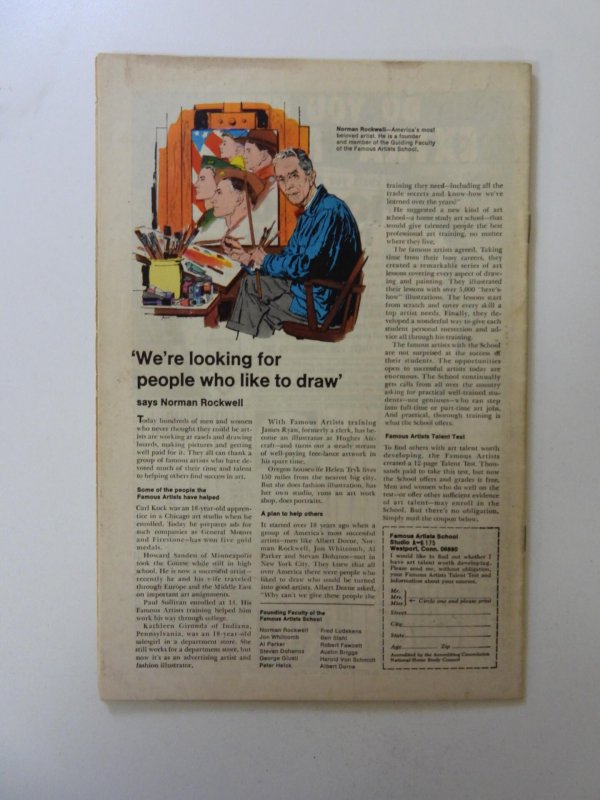 Norman Rockwell—America's most
beloved artist. He is a founder
and member of the Guiding Faculty
of the Famous Artists School.
'We're looking for
people who like to draw'
says Norman Rockwell
Today hundreds of men and women
who never thought they could be art-
ists are working at easels and drawing
boards, making pictures and getting
well paid for it. They all can thank a
group of famous artists who have de-
voted much of their time and talent
to helping others find success in art.
Some of the people the
Famous Artists have helped
Carl Kock was an 18-year-old appren-
tice in a Chicago art studio when he
enrolled. Today he prepares ads for
such companies as General Motors
and Firestone—has won five gold
medals.
Howard Sanden of Minneapolis
took the Course while still in high
school. He is now a successful artist—
recently he and his wife traveled
through Europe and the Middle East
on important art assignments.
Paul Sullivan enrolled at 14. His
Famous Artists training helped him
work his way through college.
Kathleen Gironda of Indiana,
Pennsylvania, was an 18-year-old
salesgirl in a department store. She
still works for a department store, but
now it's as an advertising artist and
fashion illustrator.
With Famous Artists training
James Ryan, formerly a clerk, has be-
come an illustrator at Hughes Air-
craft—and turns out a steady stream
of well-paying free-lance artwork in
his spare time.
Oregon housewife Helen Tryk lives
150 miles from the nearest big city.
But she does fashion illustration, has
her own studio, runs an art work
shop, does portraits.
A plan to help others
It started over 18 years ago when a
group of America's most successful
artists—men like Albert Dorne, Nor-
man Rockwell, Jon Whitcomb, Al
Parker and Stevan Dohanos—met in
New York City. They knew that all
over America there were people who
liked to draw who could be turned
into good artists. Albert Dorne asked,
"Why can't we give these people the
Founding Faculty of the
Famous Artists School
Norman Rockwell
Jon Whitcomb
Al Parker
Stevan Dohanos
George Giusti
Peter Helck
Fred Ludekens
Ben Stahl
Robert Fawcett
Austin Briggs
Harold Von Schmidt
Albert Dorne
training they need—including all the
trade secrets and know-how we've
learned over the years?"
He suggested a new kind of art
school—a home study art school—that
would give talented people the best
professional art training, no matter
where they live.
The famous artists agreed. Taking
time from their busy careers, they
created a remarkable series of art
lessons covering every aspect of draw-
ing and painting. They illustrated
their lessons with over 5,000 "here's
how" illustrations. The lessons start
from scratch and cover every skill a
top artist needs. Finally, they de-
veloped a wonderful way to give each
student personal correction and ad-
vice all through his training.
The famous artists with the School
are not surprised at the success of
their students. The opportunities
open to successful artists today are
enormous. The School continually
gets calls from all over the country
asking for practical well-trained stu-
dents—not geniuses—who can step
into full-time or part-time art jobs.
And practical, thorough training is
what the School offers.
Famous Artists Talent Test
To find others with art talent worth
developing, the Famous Artists
created a 12-page Talent Test. Thou-
sands paid to take this test, but now
the School offers and grades it free.
Men and women who do well on the
test—or offer other sufficient evidence
of art talent—may enroll in the
School. But there's no obligation.
Simply mail the coupon below.
Famous Artists School
Westport, Conn. 06880
I would like to find out whether I
have art talent worth developing.
Please send me, without obligation,
your Famous Artists Talent Test and
information about your courses.
Mr.
Mrs.
Miss
← Circle one and please print
Street
City
State
Age Zip
Accredited by the Accrediting Commission
National Home Study Council